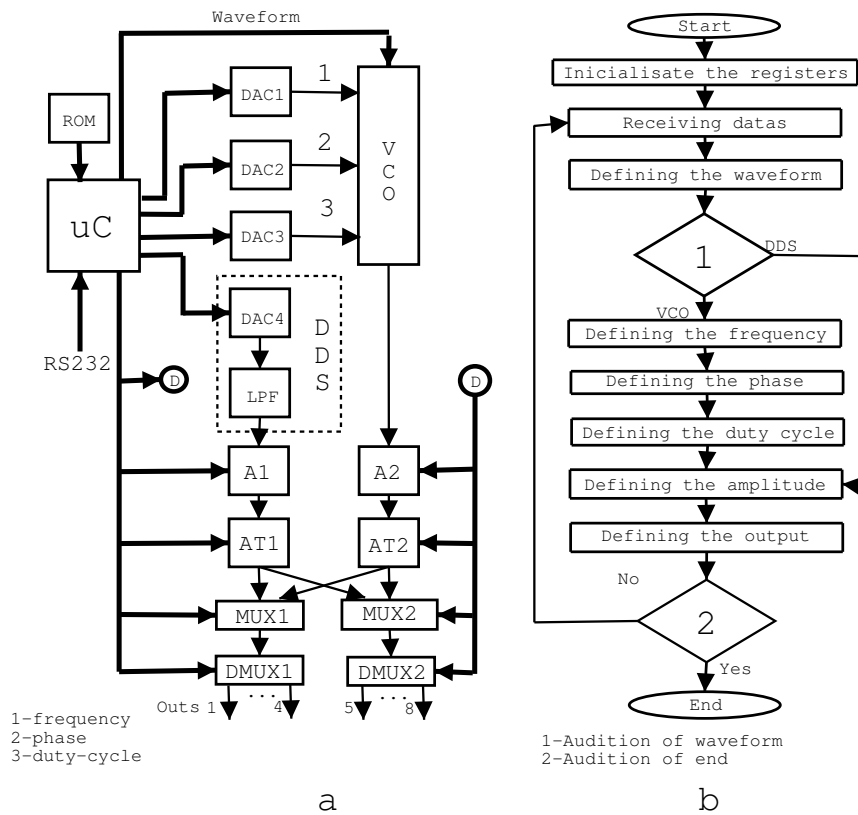 Waveform
ROM
uC
RS232
DAC1
DAC2
DAC3
1
2
3
VCO
DAC4
LPF
DDS
D
D
A1
A2
AT1
AT2
MUX1
MUX2
DMUX1
DMUX2
Outs 1 ... 4
5 ... 8
1-frequency
2-phase
3-duty-cycle
a
Start
Inicialisate the registers
Receiving datas
Defining the waveform
1
DDS
VCO
Defining the frequency
Defining the phase
Defining the duty cycle
Defining the amplitude
Defining the output
No
2
Yes
End
1-Audition of waveform
2-Audition of end
b